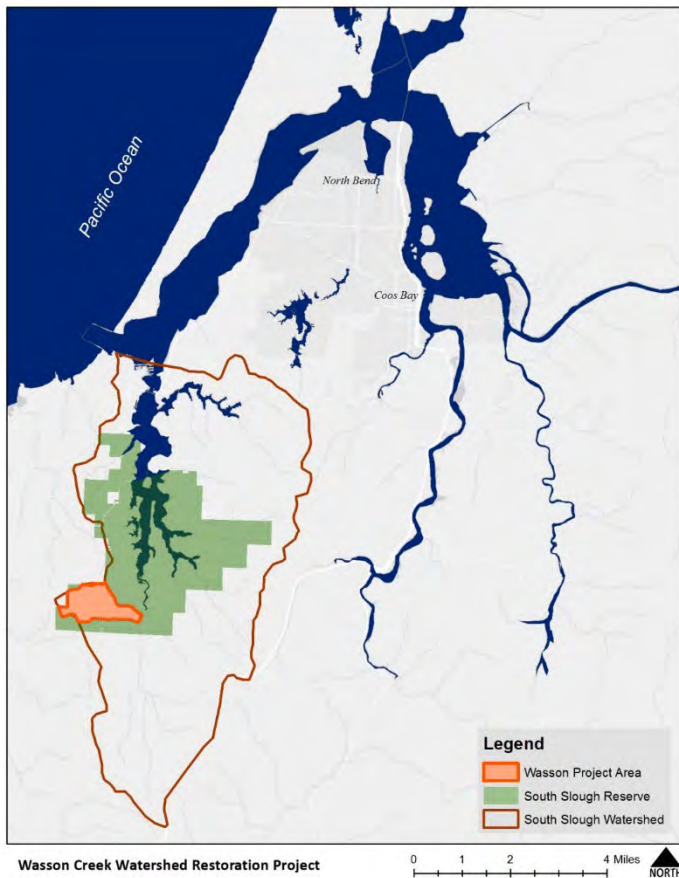 Pacific Ocean
North Bend
Coos Bay
Legend
Wasson Project Area
South Slough Reserve
South Slough Watershed
Wasson Creek Watershed Restoration Project
0 1 2 4 Miles
NORTH